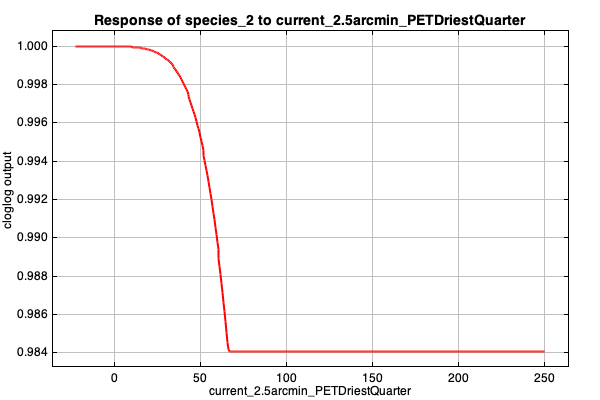 Response of species_2 to current_2.5arcmin_PETDriestQuarter
1.000
0.998
0.996
0.994
0.992
0.990
0.988
0.986
0.984
cloglog output
0 50 100 150 200 250
current_2.5arcmin_PETDriestQuarter